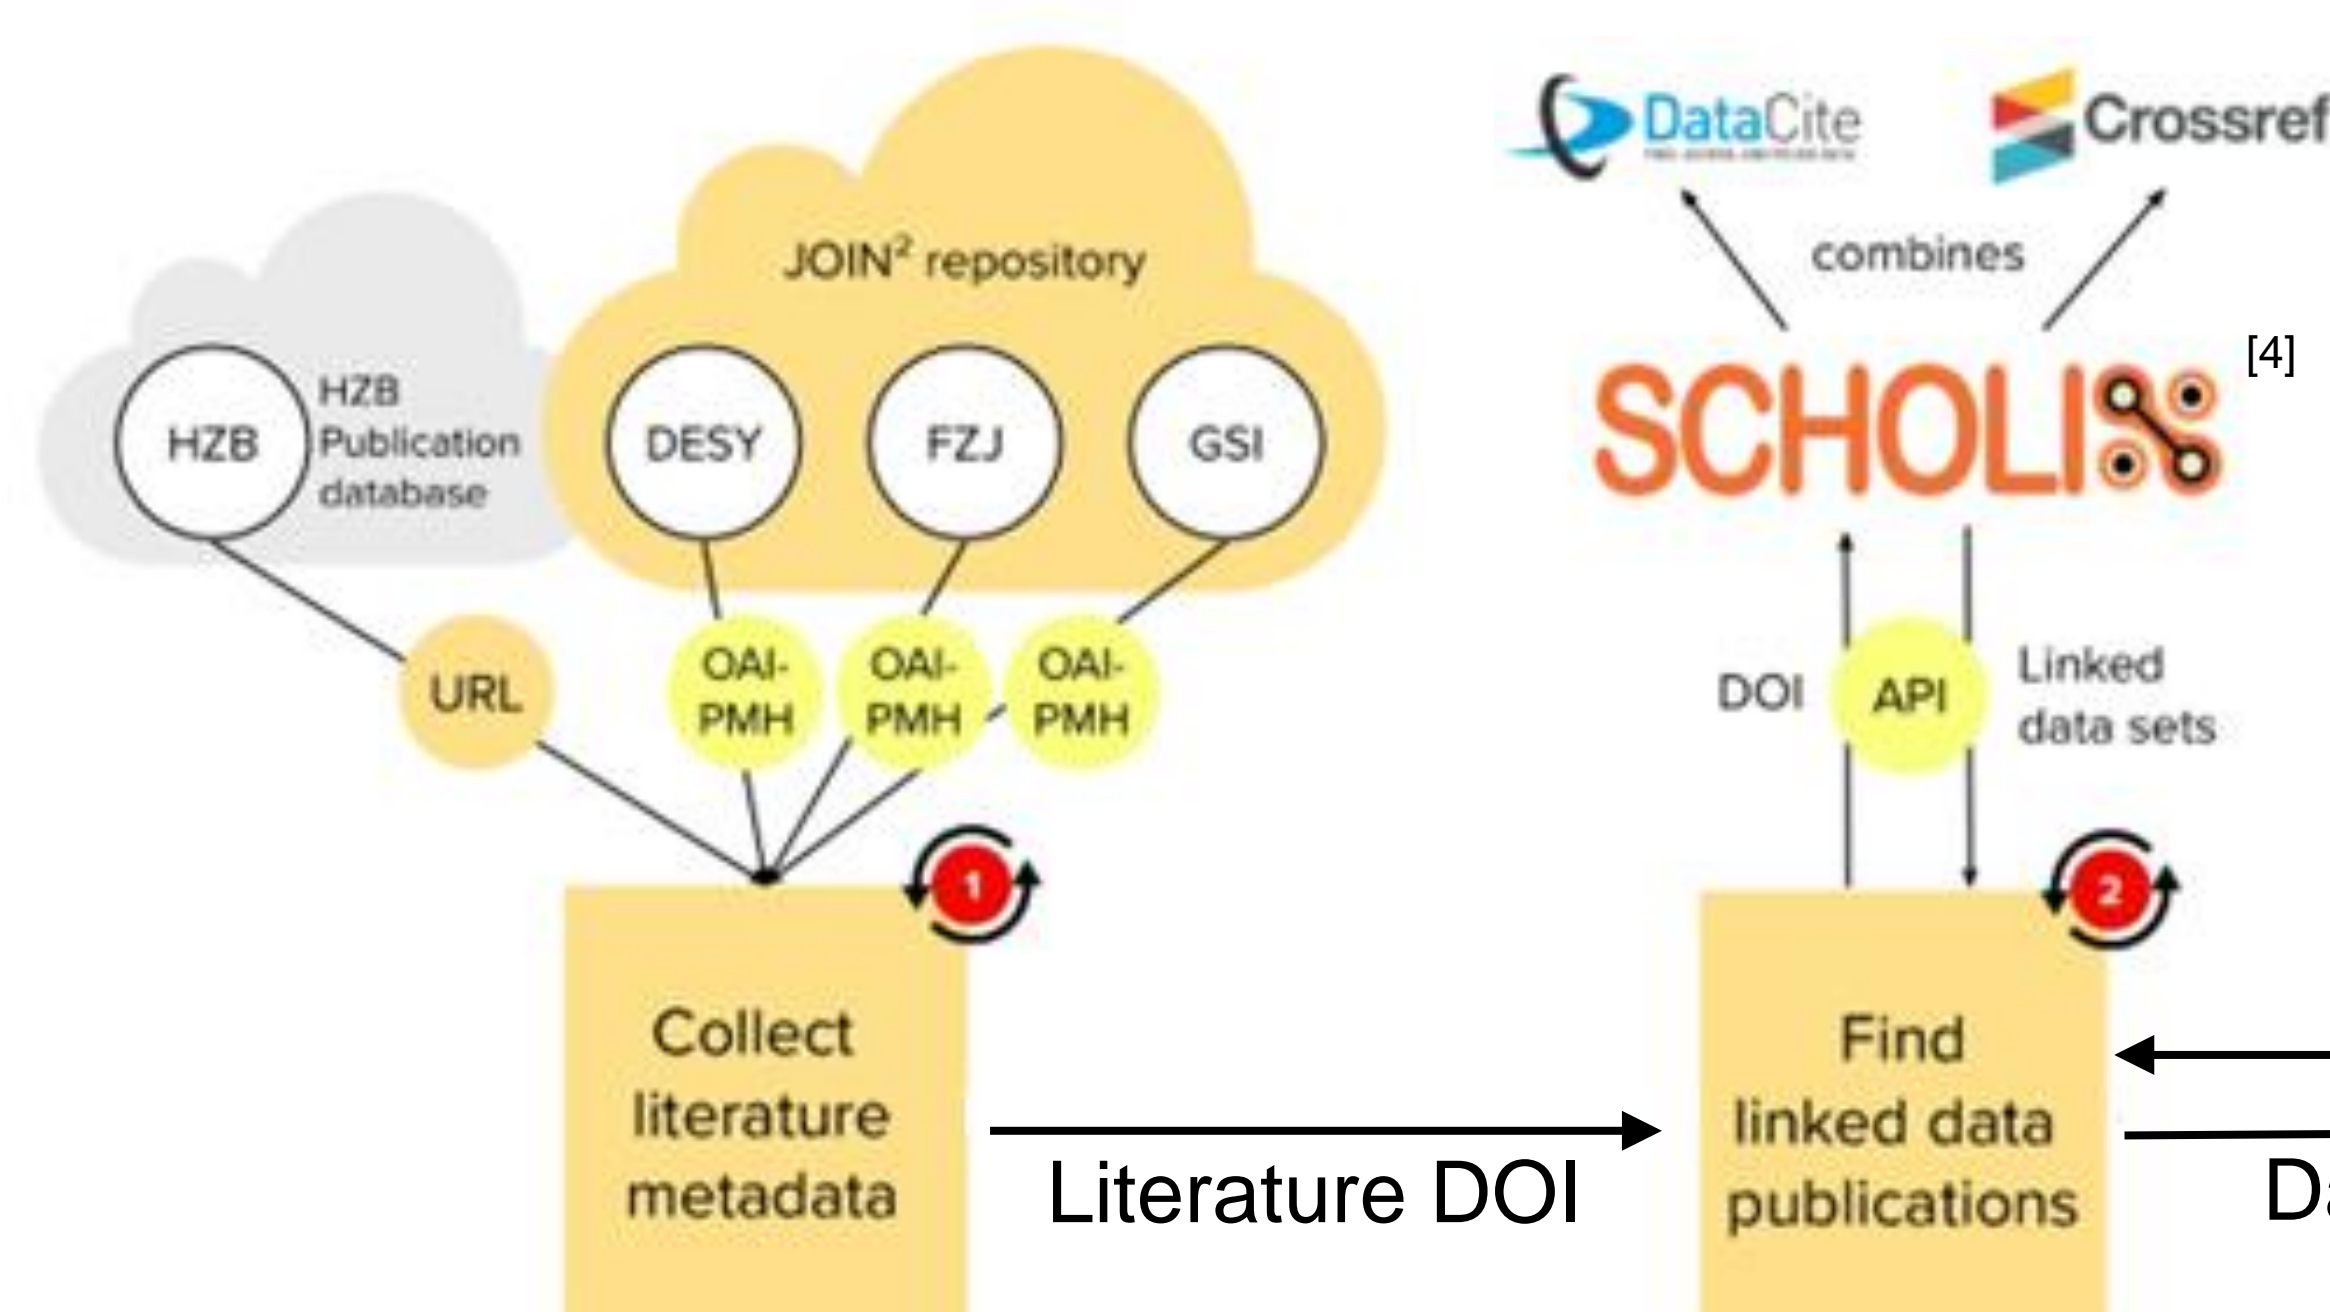 DataCite
Crossref
JOIN² repository
combines
[4]
HZB
HZB
Publication
database
DESY
FZJ
GSI
SCHOLIX
URL
OAI-
PMH
OAI-
PMH
OAI-
PMH
DOI
API
Linked
data sets
1
2
Collect
literature
metadata
Literature DOI
Find
linked data
publications